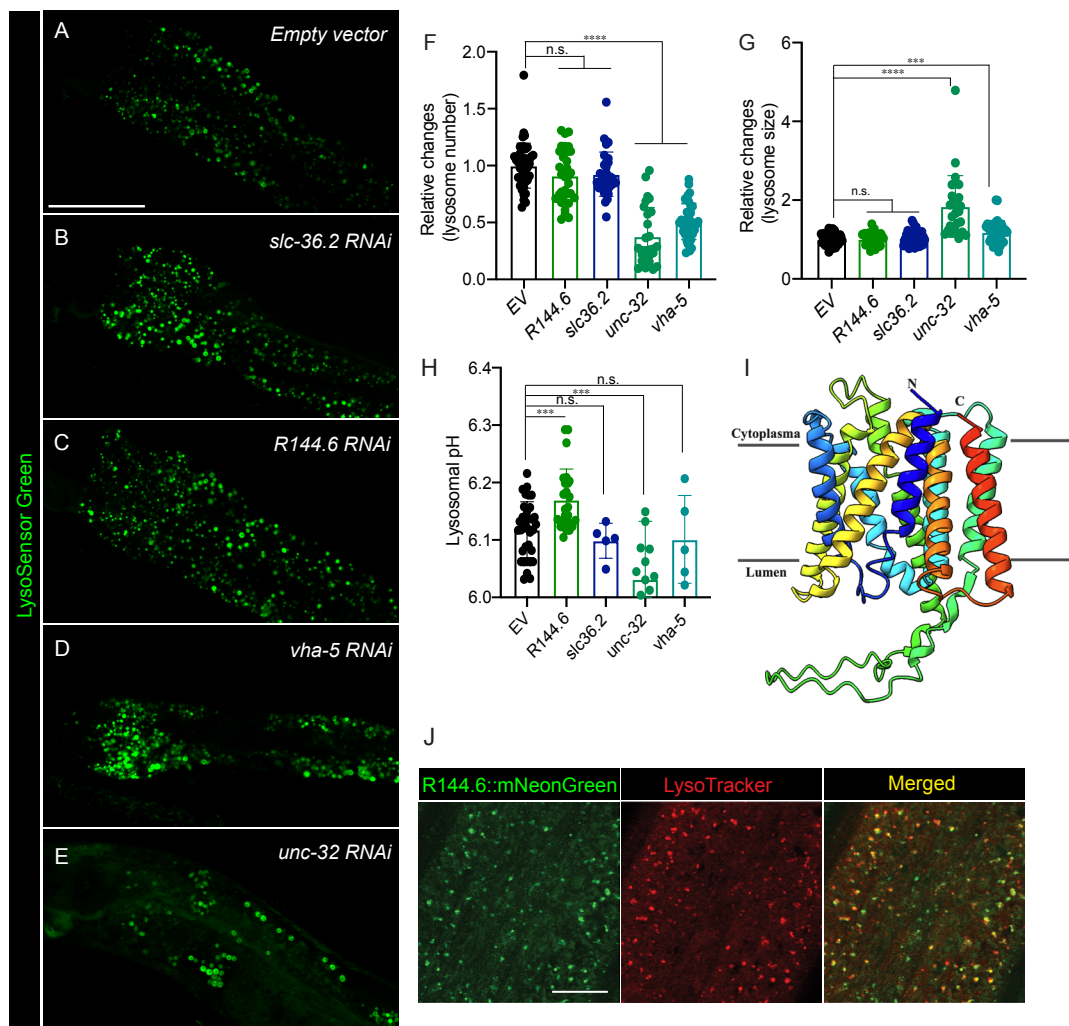 LysoSensor Green
A
Empty vector
B
slc-36.2 RNAi
C
R144.6 RNAi
D
vha-5 RNAi
E
unc-32 RNAi
F
Relative changes
(lysosome number)
2.0
1.5
1.0
0.5
0.0
****
n.s.
EV
R144.6
slc36.2
unc-32
vha-5
G
Relative changes
(lysosome size)
6
4
2
0
***
****
n.s.
EV
R144.6
slc36.2
unc-32
vha-5
H
Lysosomal pH
6.4
6.3
6.2
6.1
6.0
n.s.
***
n.s.
***
EV
R144.6
slc36.2
unc-32
vha-5
I
N
C
Cytoplasma
Lumen
J
R144.6::mNeonGreen
LysoTracker
Merged